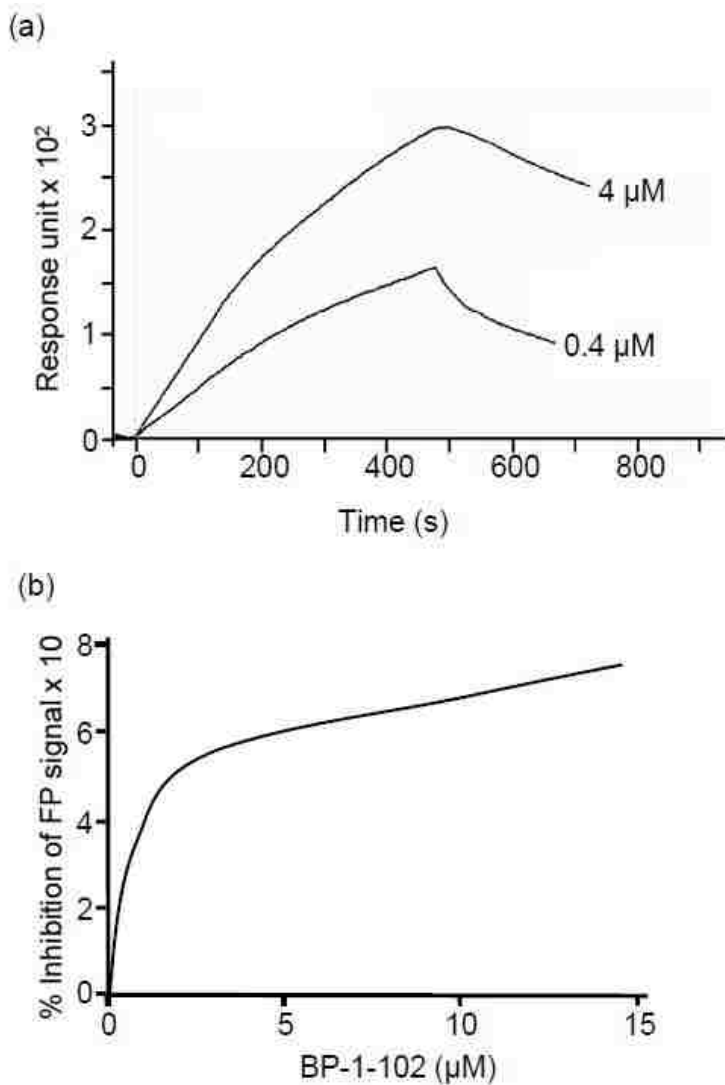 (a)
Response unit x 10²
3
2
1
0
4 µM
0.4 µM
0 200 400 600 800
Time (s)
(b)
% Inhibition of FP signal x 10
8
6
4
2
0
0 5 10 15
BP-1-102 (µM)